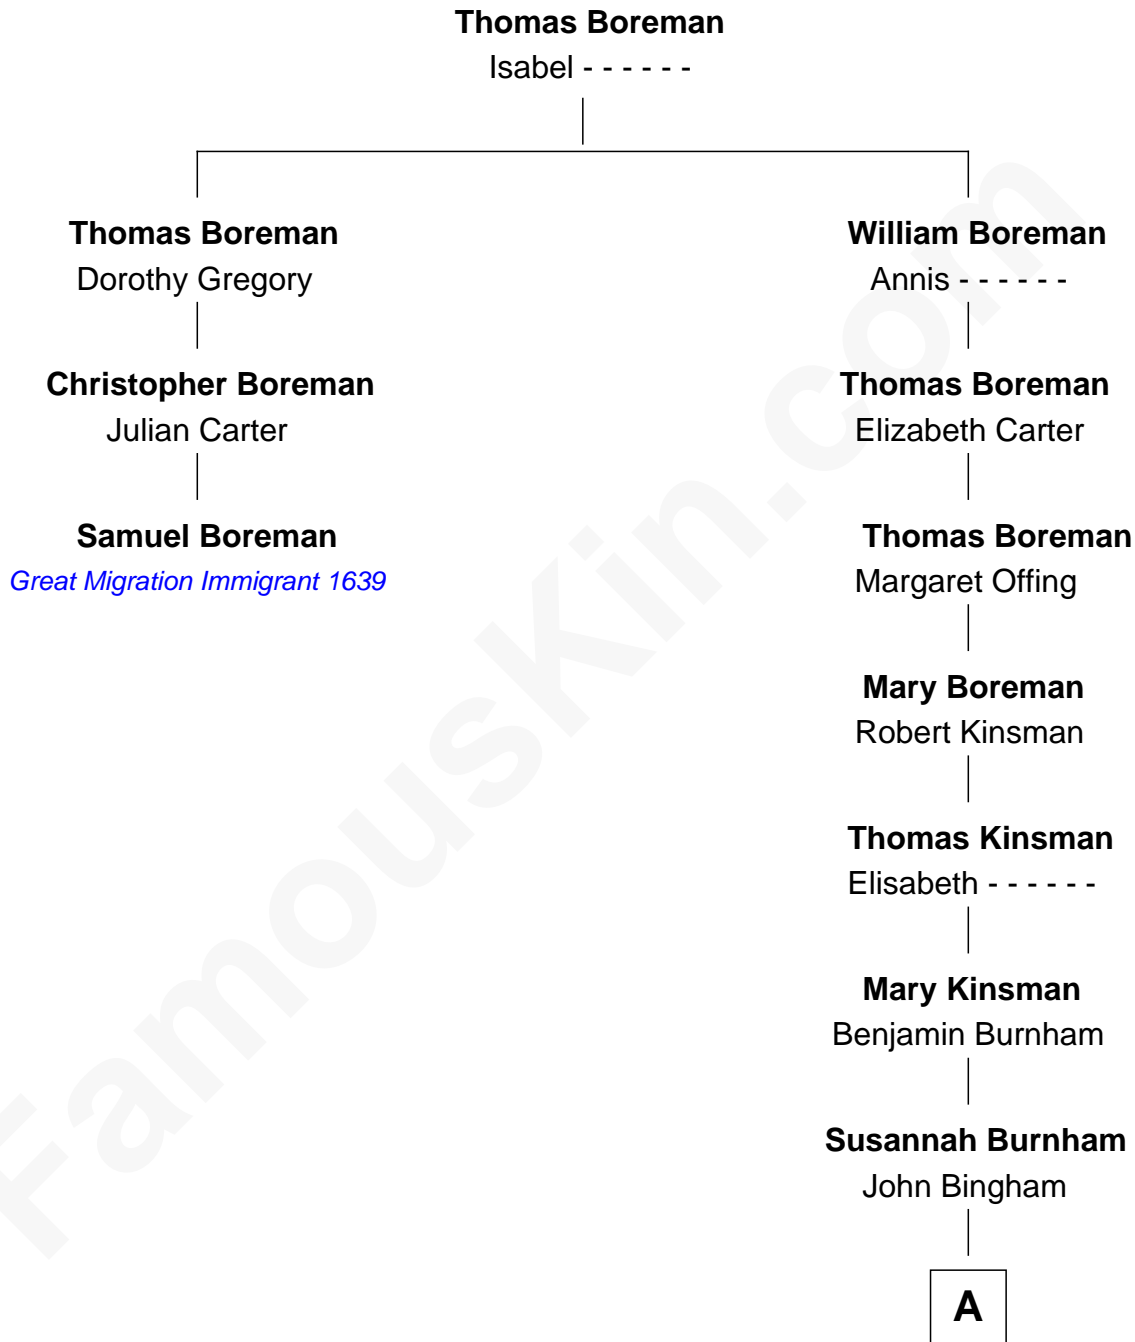 Thomas Boreman
Isabel - - - - - -
Thomas Boreman
Dorothy Gregory
William Boreman
Annis - - - - - -
Christopher Boreman
Julian Carter
Thomas Boreman
Elizabeth Carter
Samuel Boreman
Great Migration Immigrant 1639
Thomas Boreman
Margaret Offing
Mary Boreman
Robert Kinsman
Thomas Kinsman
Elisabeth - - - - - -
Mary Kinsman
Benjamin Burnham
Susannah Burnham
John Bingham
A
FamousKin.com